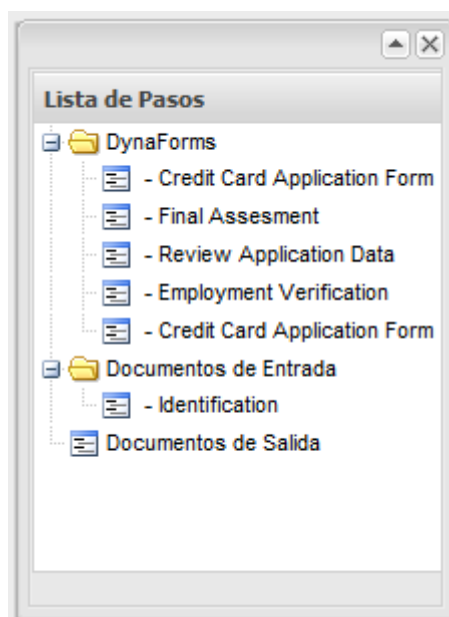 Lista de Pasos
DynaForms
- Credit Card Application Form
- Final Assesment
- Review Application Data
- Employment Verification
- Credit Card Application Form
Documentos de Entrada
- Identification
Documentos de Salida